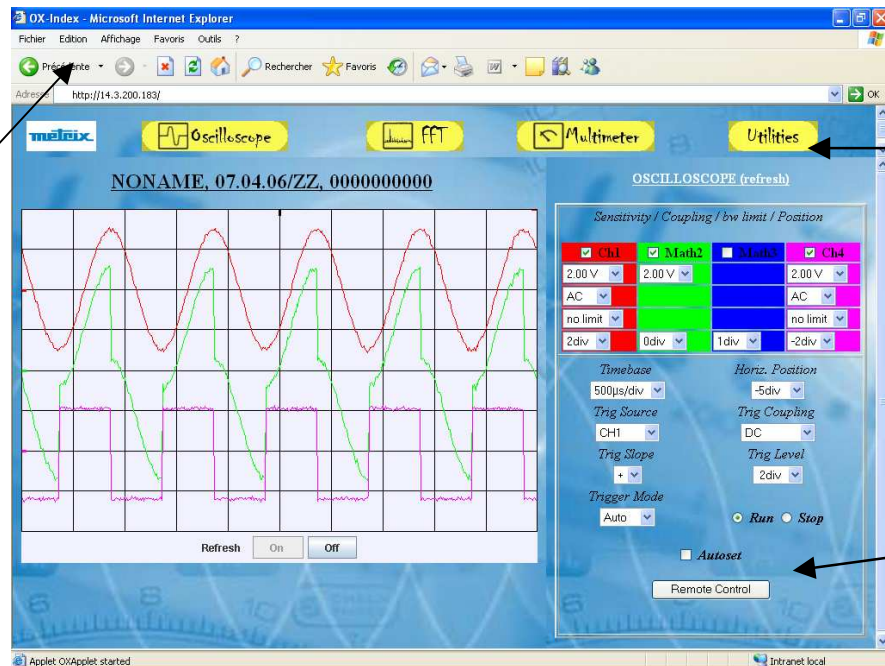 OX-Index - Microsoft Internet Explorer
Fichier Edition Affichage Favoris Outils ?
Précédente Rechercher Favoris
Adresse http://14.3.200.183/ OK
metrix Oscilloscope FFT Multimeter Utilities
NONAME, 07.04.06/ZZ, 0000000000
OSCILLOSCOPE (refresh)
Sensitivity / Coupling / bw limit / Position
Ch1 Math2 Math3 Ch4
2.00 V 2.00 V 2.00 V
AC AC
no limit no limit
2div 0div 1div -2div
Timebase Horiz. Position
500µs/div -5div
Trig Source Trig Coupling
CH1 DC
Trig Slope Trig Level
+ 2div
Trigger Mode
Auto Run Stop
Refresh On Off
Autoset
Remote Control
Applet OXApplet started Intranet local